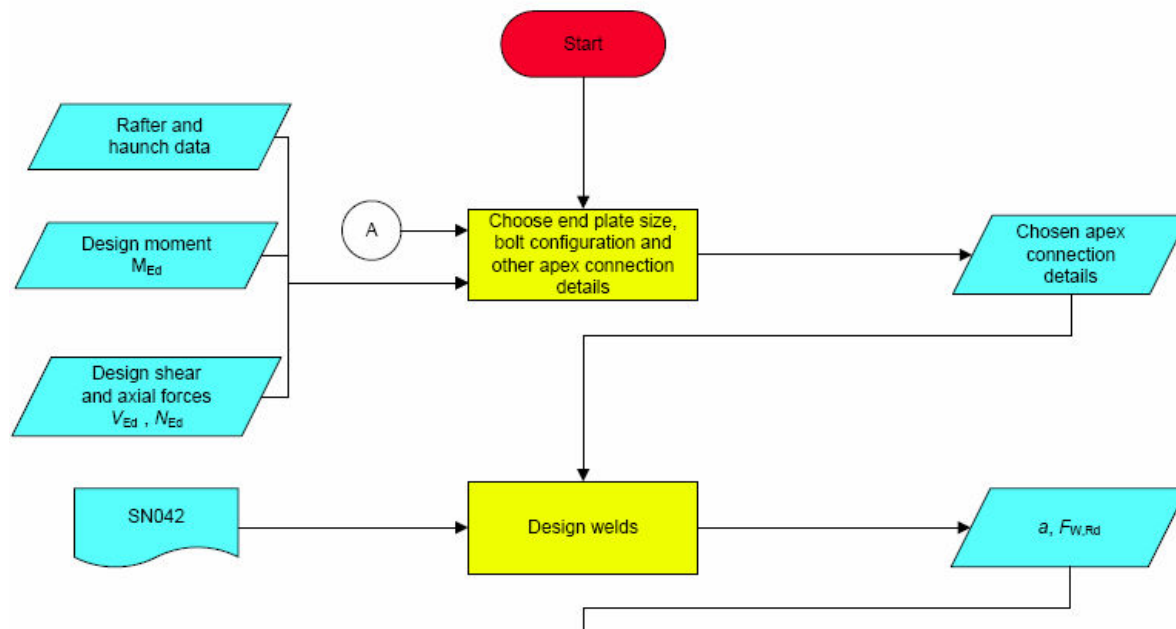 Start
Rafter and
haunch data
Design moment
MEd
Design shear
and axial forces
VEd , NEd
A
Choose end plate size,
bolt configuration and
other apex connection
details
Chosen apex
connection
details
SN042
Design welds
a, FW,Rd